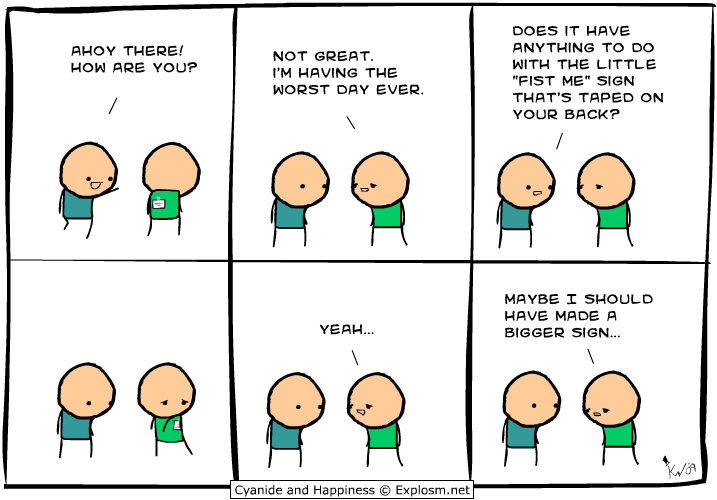 AHOY THERE!
HOW ARE YOU?
NOT GREAT.
I'M HAVING THE
WORST DAY EVER.
DOES IT HAVE
ANYTHING TO DO
WITH THE LITTLE
"FIST ME" SIGN
THAT'S TAPED ON
YOUR BACK?
YEAH...
MAYBE I SHOULD
HAVE MADE A
BIGGER SIGN...
Cyanide and Happiness © Explosm.net